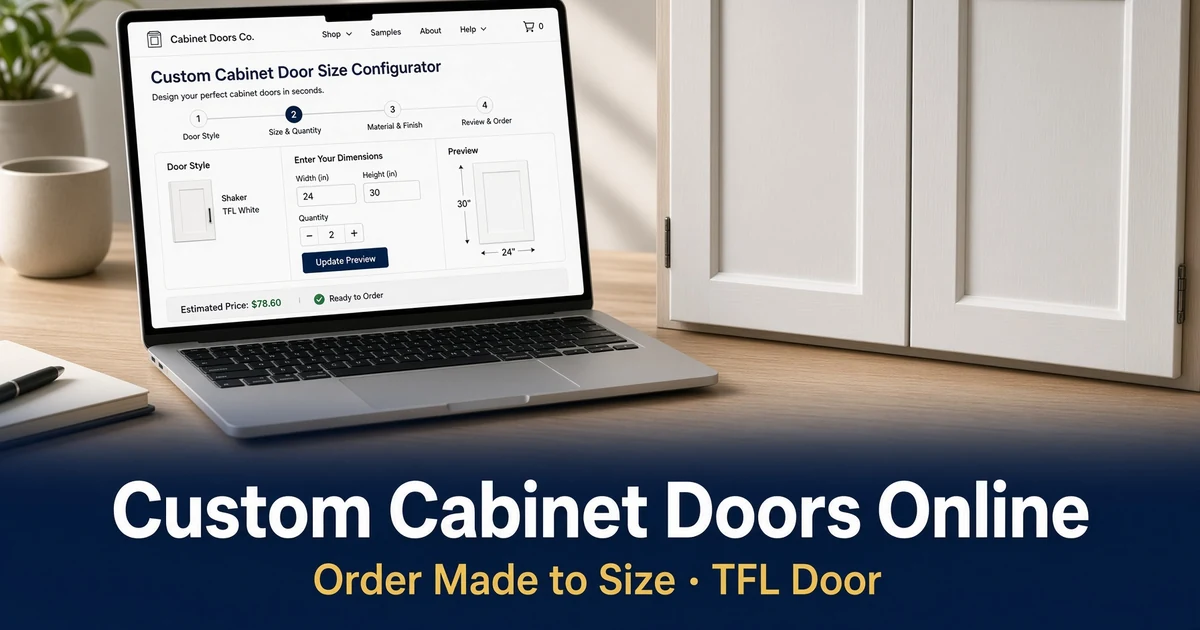 Cabinet Doors Co.
Shop
Samples
About
Help
0
Custom Cabinet Door Size Configurator
Design your perfect cabinet doors in seconds.
1
2
3
4
Door Style
Size & Quantity
Material & Finish
Review & Order
Door Style
Shaker
TFL White
Enter Your Dimensions
Width (in)
Height (in)
24
30
Quantity
− 2 +
Update Preview
Preview
30"
24"
Estimated Price: $78.60
Ready to Order
Custom Cabinet Doors Online
Order Made to Size · TFL Door